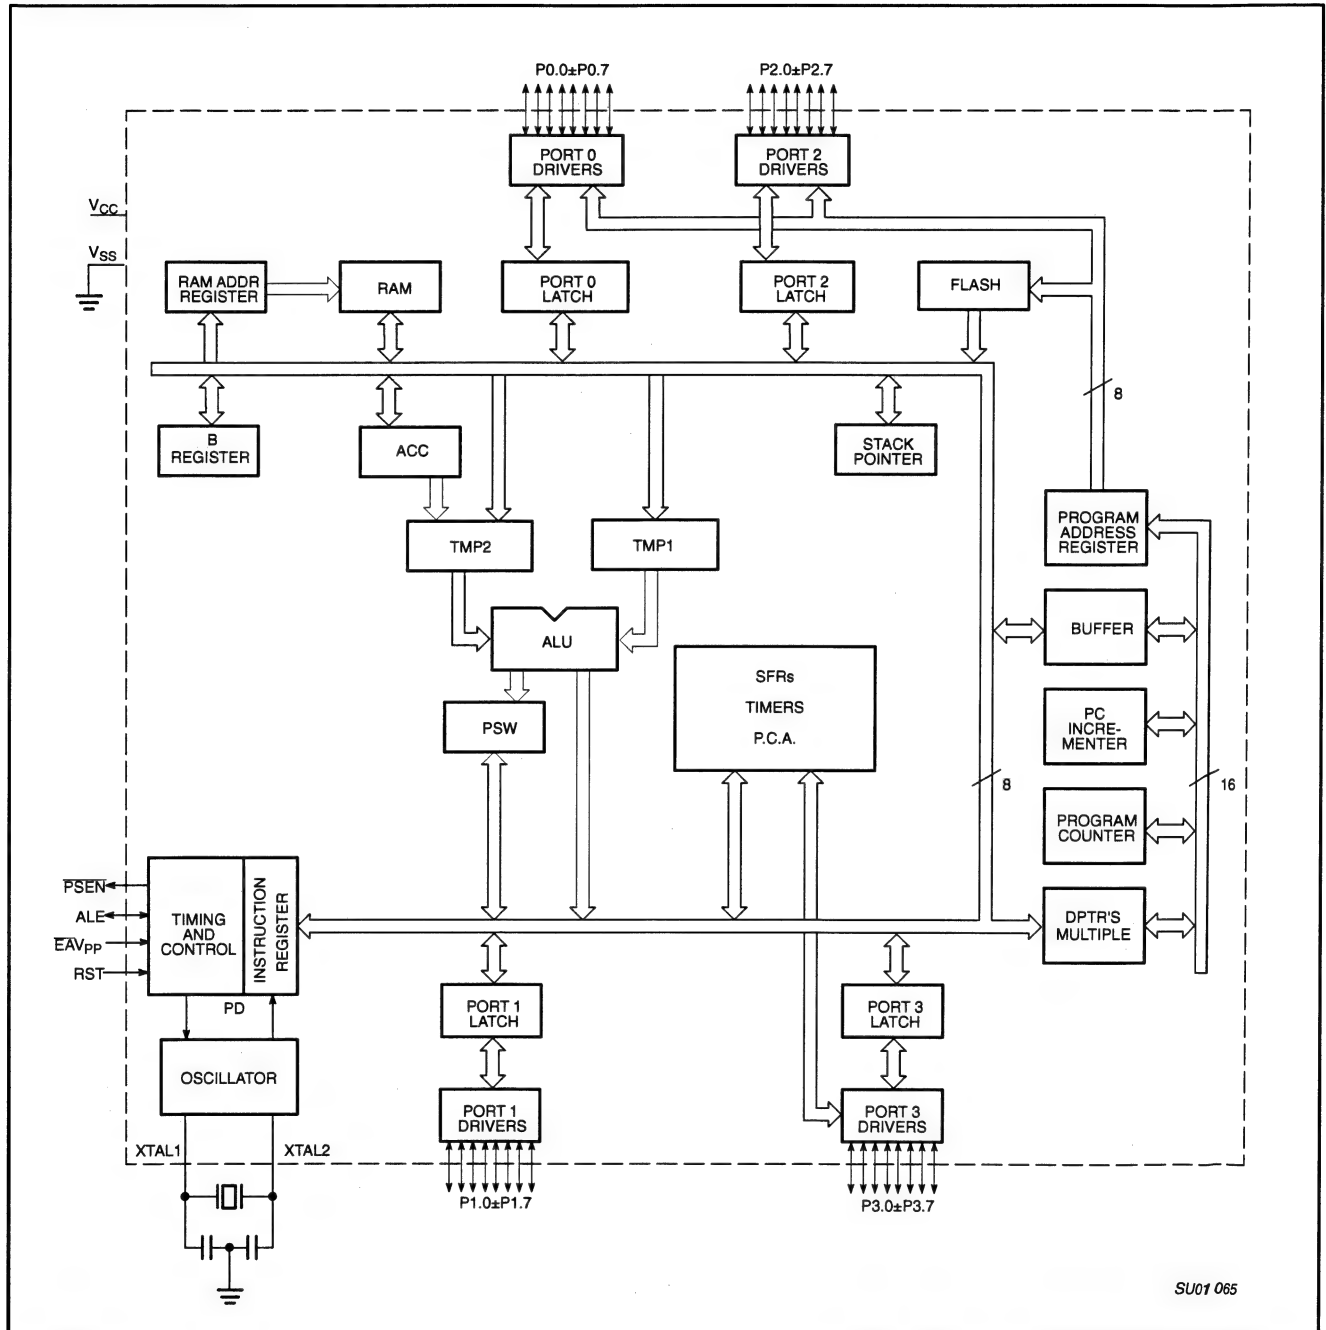 P0.0±P0.7
P2.0±P2.7
PORT 0
DRIVERS
PORT 2
DRIVERS
VCC
VSS
RAM ADDR
REGISTER
RAM
PORT 0
LATCH
PORT 2
LATCH
FLASH
8
B
REGISTER
ACC
STACK
POINTER
TMP2
TMP1
PROGRAM
ADDRESS
REGISTER
ALU
BUFFER
SFRs
TIMERS
P.C.A.
PSW
PC
INCRE-
MENTER
8
16
PROGRAM
COUNTER
PSEN
ALE
EAVPP
RST
TIMING
AND
CONTROL
INSTRUCTION
REGISTER
DPTR'S
MULTIPLE
PD
PORT 1
LATCH
PORT 3
LATCH
OSCILLATOR
PORT 1
DRIVERS
PORT 3
DRIVERS
XTAL1
XTAL2
P1.0±P1.7
P3.0±P3.7
SU01065